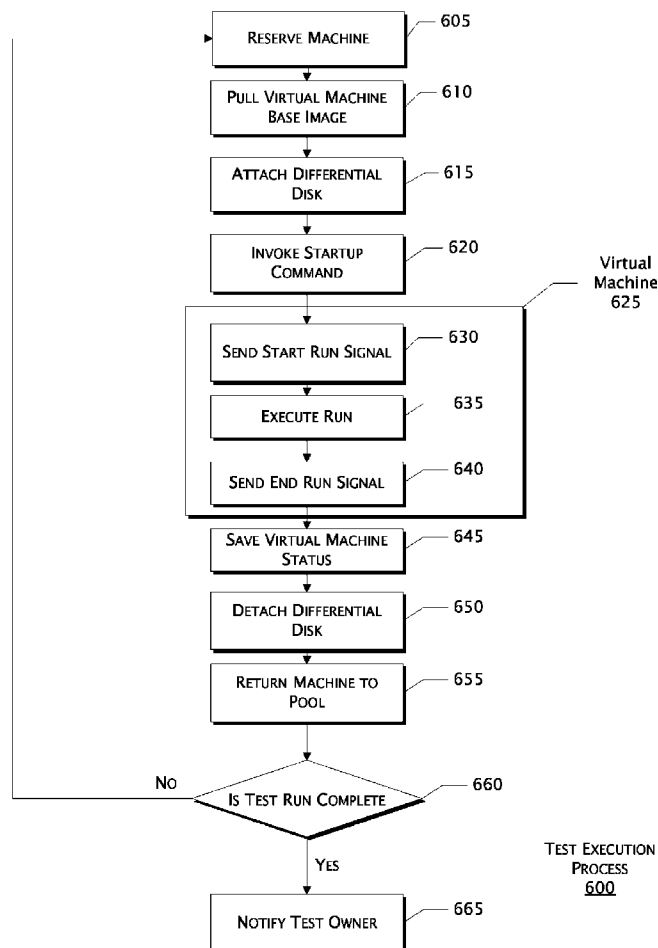 RESERVE MACHINE
605
PULL VIRTUAL MACHINE
BASE IMAGE
610
ATTACH DIFFERENTIAL
DISK
615
INVOKE STARTUP
COMMAND
620
Virtual
Machine
625
SEND START RUN SIGNAL
630
EXECUTE RUN
635
SEND END RUN SIGNAL
640
SAVE VIRTUAL MACHINE
STATUS
645
DETACH DIFFERENTIAL
DISK
650
RETURN MACHINE TO
POOL
655
NO
IS TEST RUN COMPLETE
660
YES
TEST EXECUTION
PROCESS
600
NOTIFY TEST OWNER
665